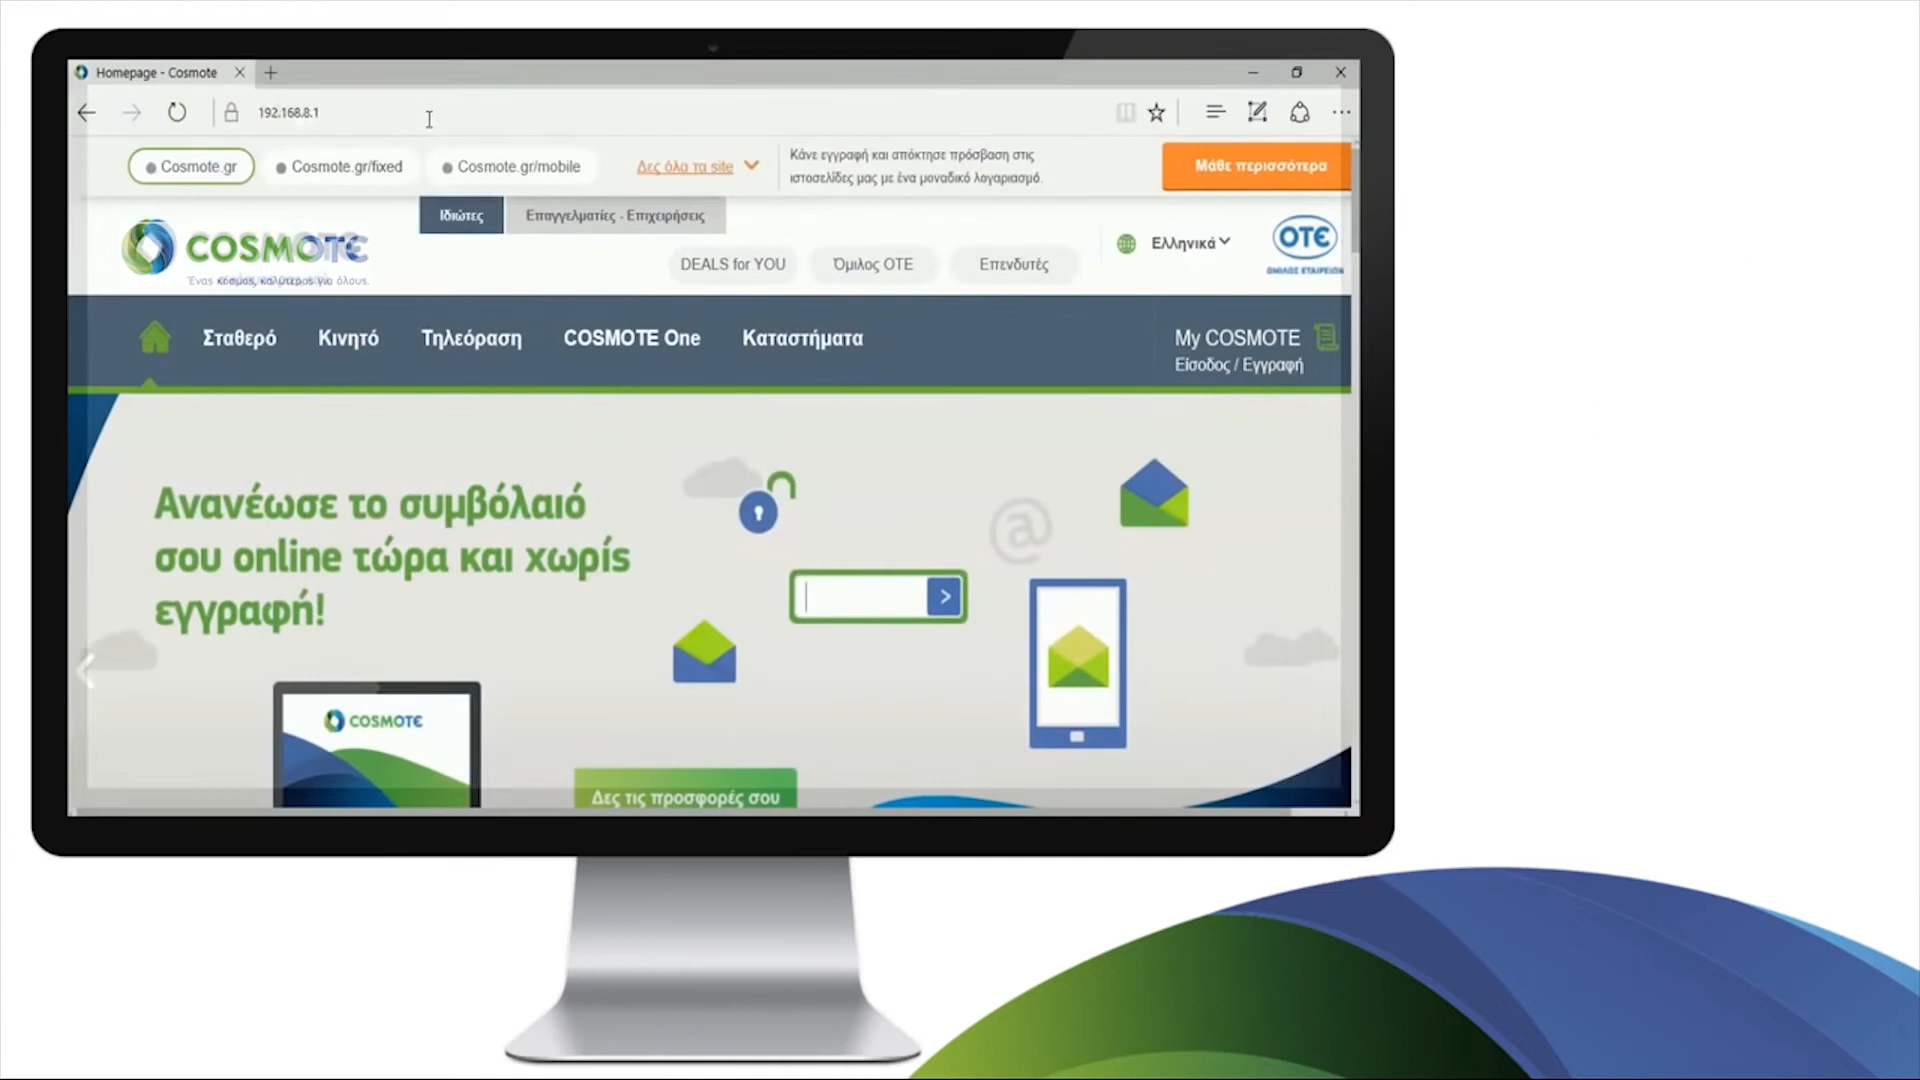 Homepage - Cosmote
192.168.8.1
Cosmote.gr
Cosmote.gr/fixed
Cosmote.gr/mobile
Δες όλα τα site
Κάνε εγγραφή και απόκτησε πρόσβαση στις
ιστοσελίδες μας με ένα μοναδικό λογαριασμό.
Μάθε περισσότερα
Ιδιώτες
Επαγγελματίες - Επιχειρήσεις
COSMOTE
Ένας κόσμος, καλύτερος για όλους.
DEALS for YOU
Όμιλος ΟΤΕ
Επενδυτές
Ελληνικά
ΟΤΕ
ΟΜΙΛΟΣ ΕΤΑΙΡΕΙΩΝ
Σταθερό
Κινητό
Τηλεόραση
COSMOTE One
Καταστήματα
My COSMOTE
Είσοδος / Εγγραφή
Ανανέωσε το συμβόλαιό
σου online τώρα και χωρίς
εγγραφή!
@
COSMOTE
Δες τις προσφορές σου